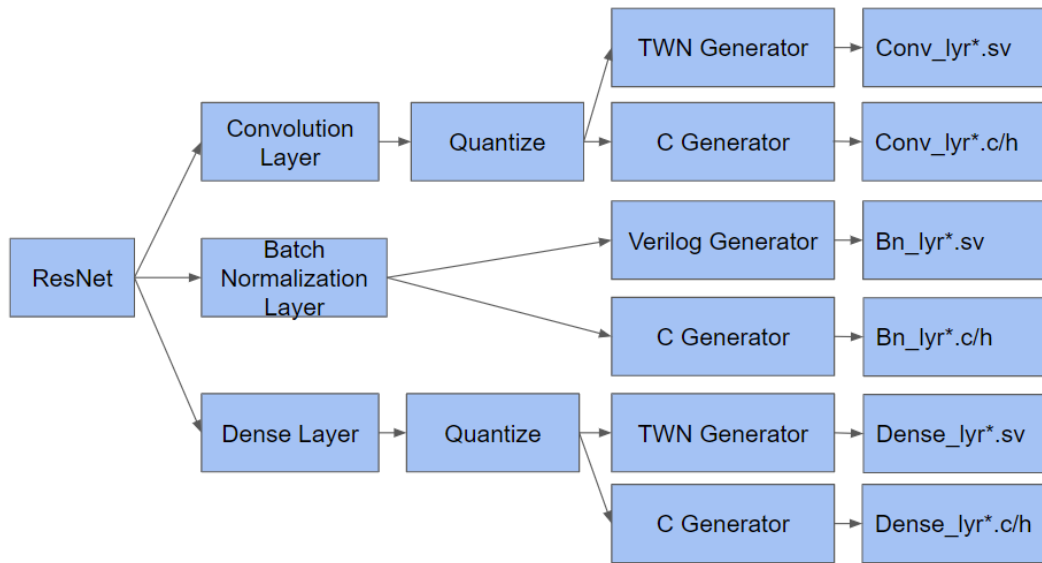 TWN Generator
Conv_lyr*.sv
Convolution
Layer
Quantize
C Generator
Conv_lyr*.c/h
ResNet
Batch
Normalization
Layer
Verilog Generator
Bn_lyr*.sv
C Generator
Bn_lyr*.c/h
Dense Layer
Quantize
TWN Generator
Dense_lyr*.sv
C Generator
Dense_lyr*.c/h